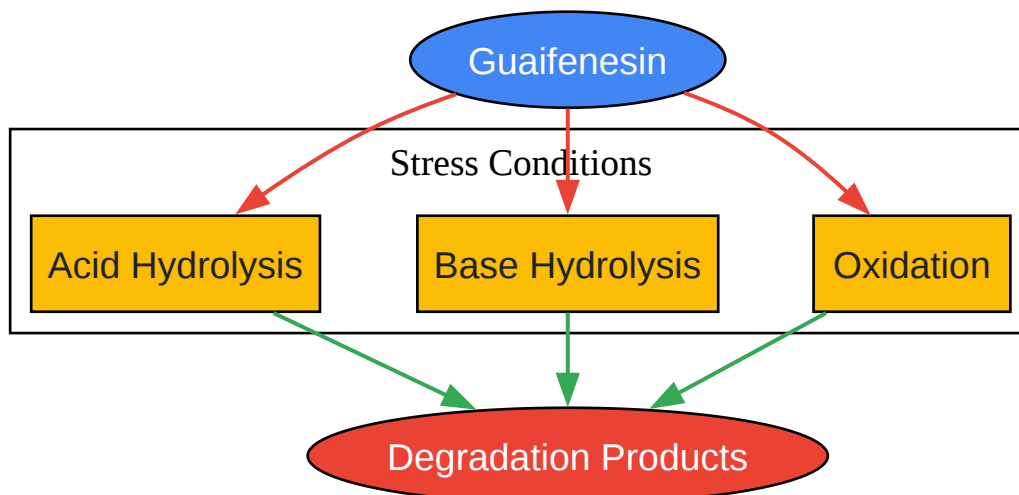 Guaifenesin
Stress Conditions
Acid Hydrolysis
Base Hydrolysis
Oxidation
Degradation Products